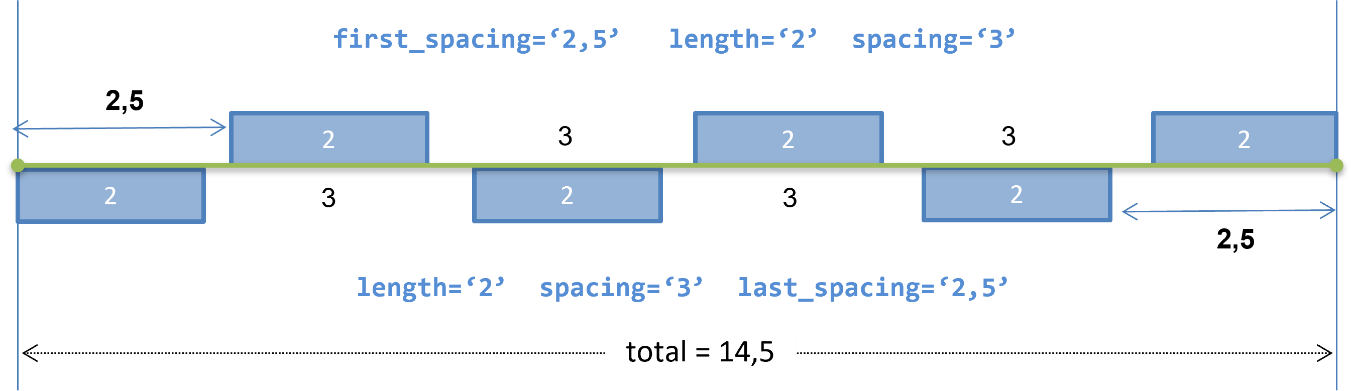 first_spacing=‘2,5’ length=‘2’ spacing=‘3’
2,5
2 3 2 3 2
2 3 2 3 2
2,5
length=‘2’ spacing=‘3’ last_spacing=‘2,5’
total = 14,5